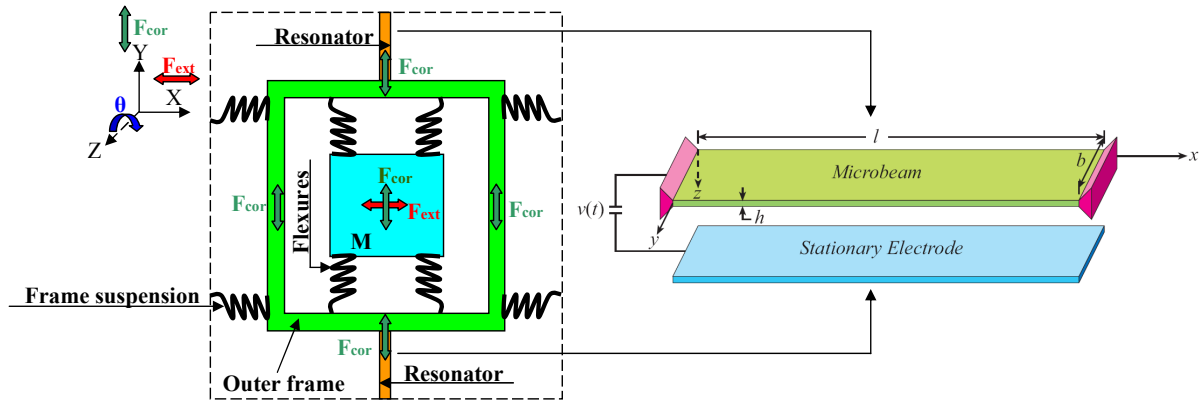 Fcor
Y
Fext
X
θ
Z
Resonator
Fcor
Fcor
Fcor
Fcor
Fext
M
Flexures
Frame suspension
Fcor
Outer frame
Resonator
l
b
x
Microbeam
z
v(t)
h
y
Stationary Electrode